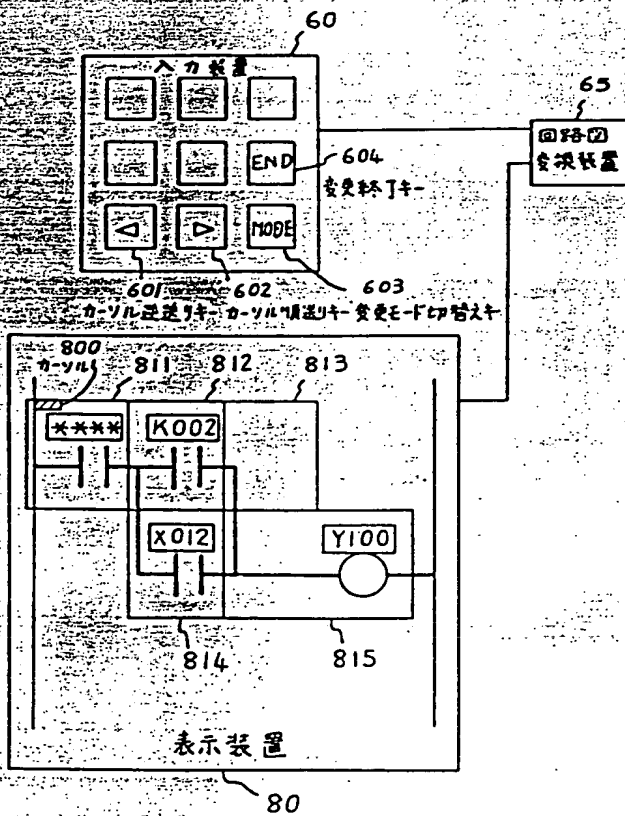 60
入力装置
65
回路図
変換装置
END
604
変更終了キー
◁
▷
MODE
601
602
603
カーソル逆送りキー
カーソル順送りキー
変更モード切替えキー
800
カーソル
811
812
813
****
K002
X012
Y100
814
815
表示装置
80